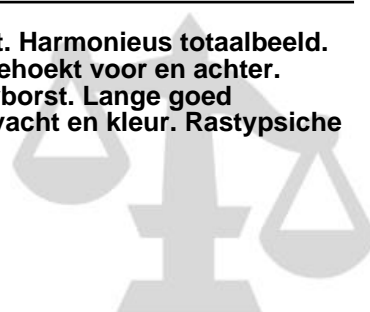 t. Harmonieus totaalbeeld.
ehoekt voor en achter.
borst. Lange goed
vacht en kleur. Rastypsiche